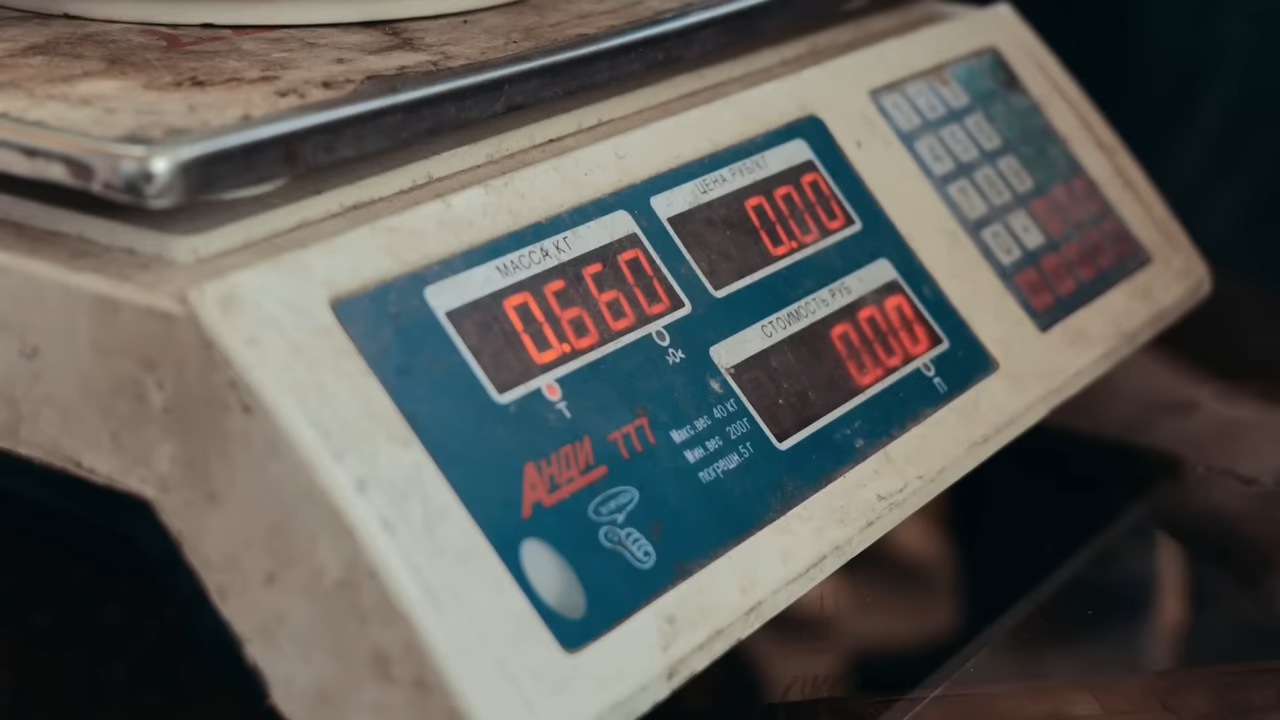 МАССА,КГ
0.660
ЦЕНА,РУБ/КГ
0.00
СТОИМОСТЬ,РУБ
0.00
Т
>0<
П
АНДИ 777
Макс.вес 40 кг
Мин.вес 200г
погрешн.5г